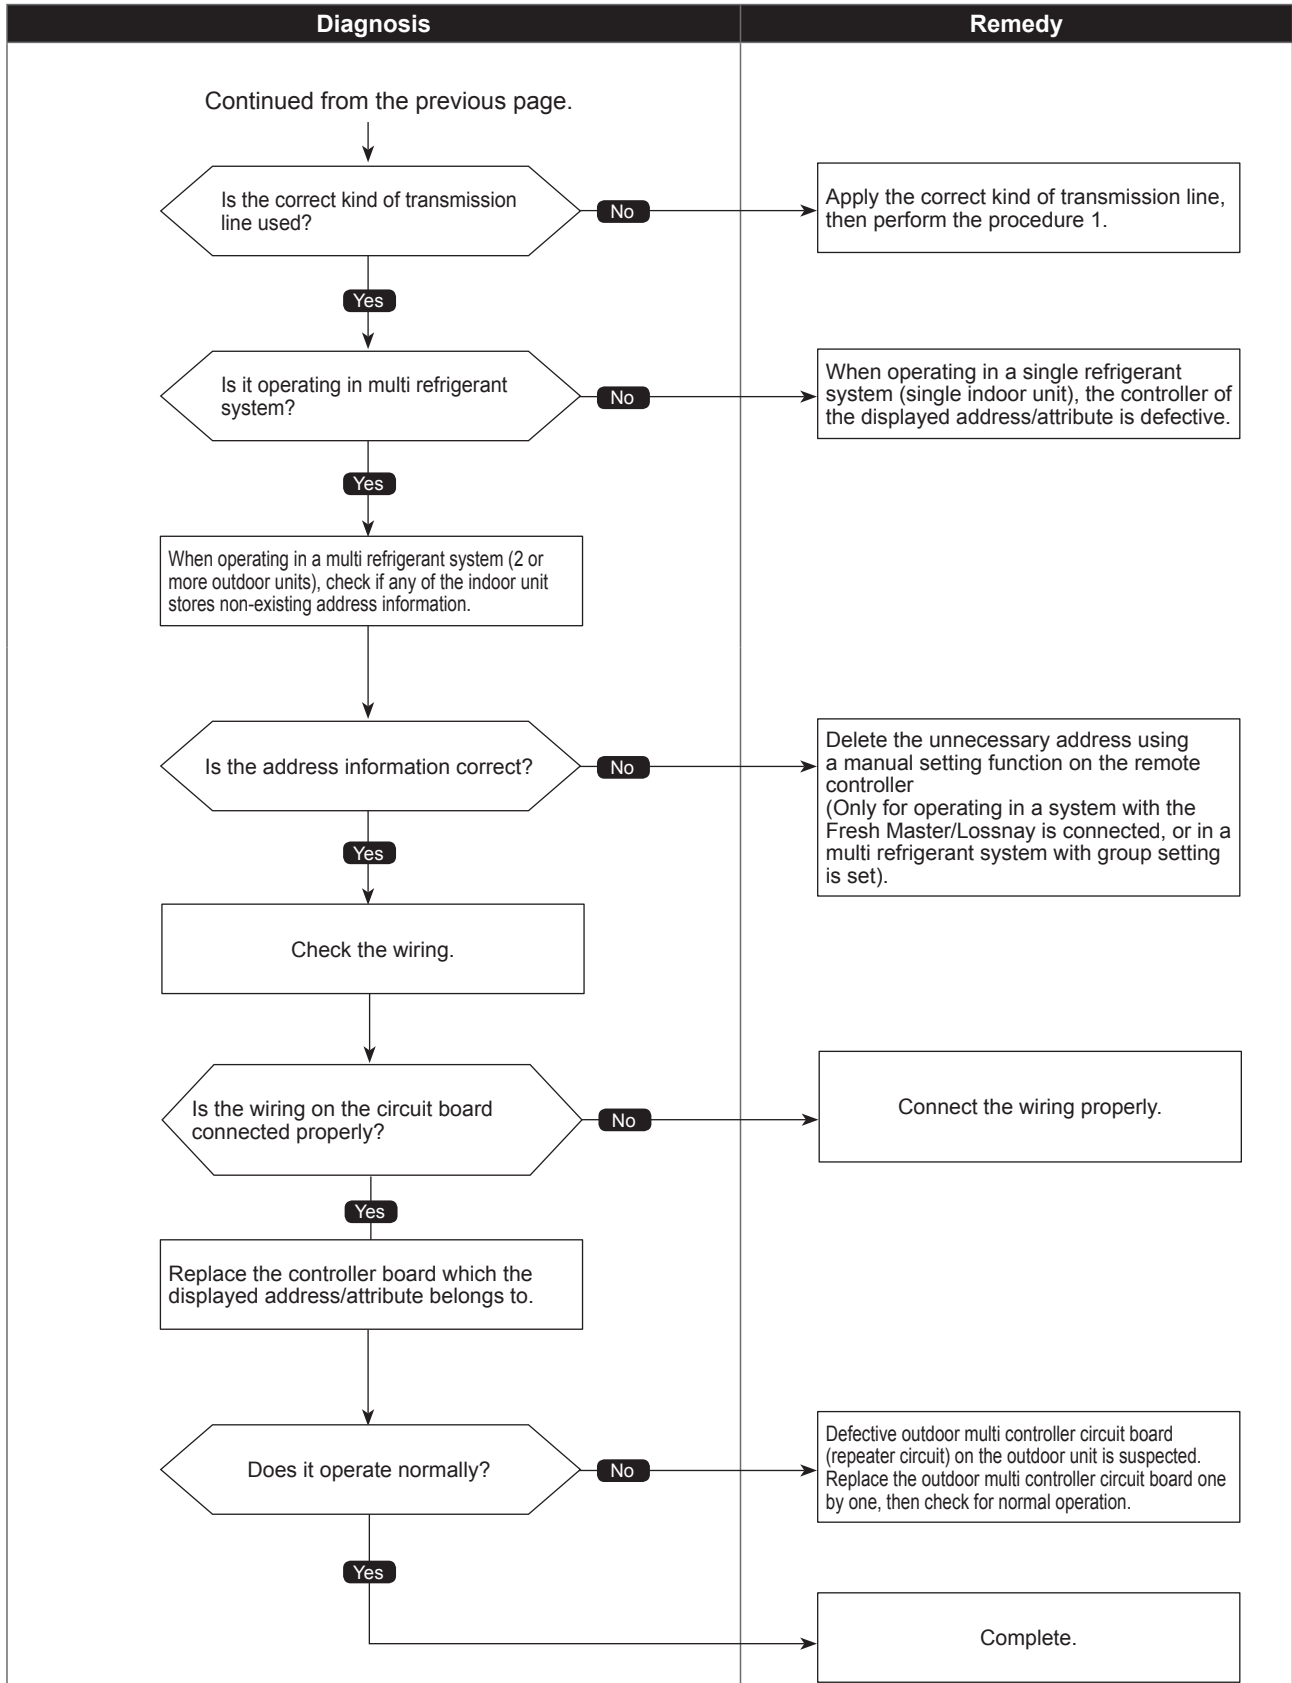 Diagnosis
Remedy
Continued from the previous page.
Is the correct kind of transmission
line used?
No
Apply the correct kind of transmission line,
then perform the procedure 1.
Yes
Is it operating in multi refrigerant
system?
No
When operating in a single refrigerant
system (single indoor unit), the controller of
the displayed address/attribute is defective.
Yes
When operating in a multi refrigerant system (2 or
more outdoor units), check if any of the indoor unit
stores non-existing address information.
Is the address information correct?
No
Delete the unnecessary address using
a manual setting function on the remote
controller
(Only for operating in a system with the
Fresh Master/Lossnay is connected, or in a
multi refrigerant system with group setting
is set).
Yes
Check the wiring.
Is the wiring on the circuit board
connected properly?
No
Connect the wiring properly.
Yes
Replace the controller board which the
displayed address/attribute belongs to.
Does it operate normally?
No
Defective outdoor multi controller circuit board
(repeater circuit) on the outdoor unit is suspected.
Replace the outdoor multi controller circuit board one
by one, then check for normal operation.
Yes
Complete.